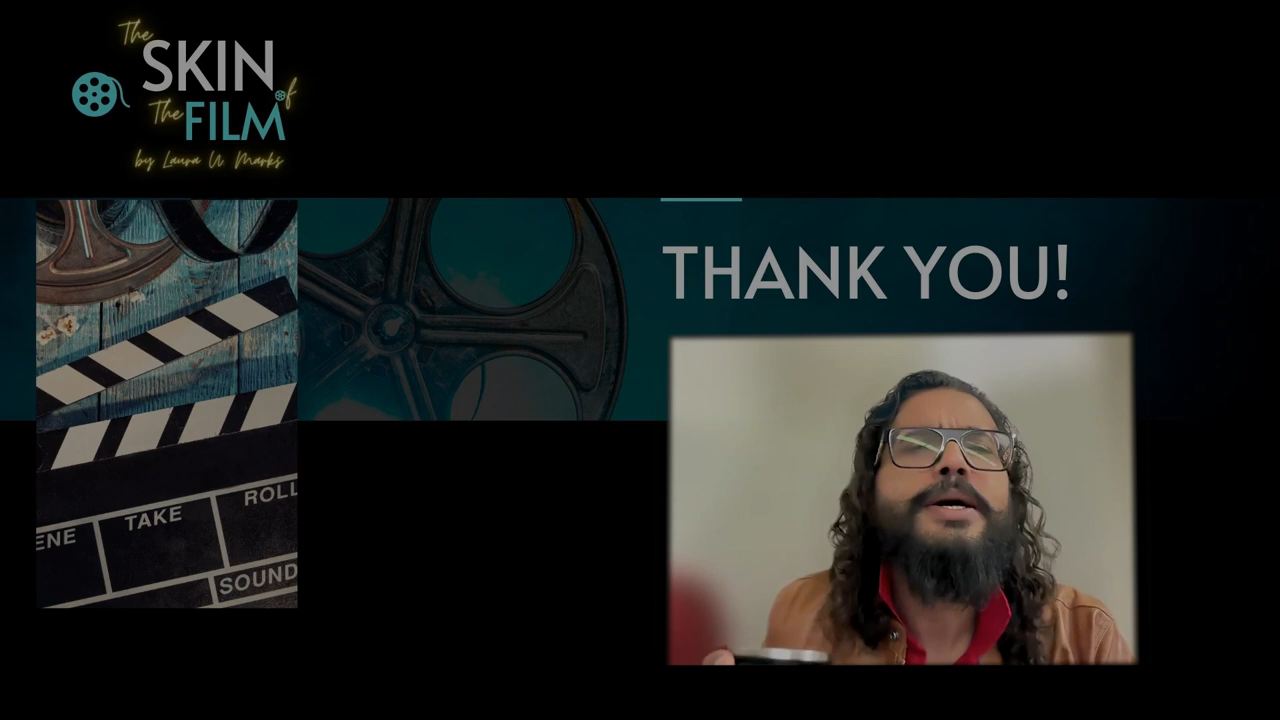 The
SKIN
of
The FILM
by Laura U Marks
THANK YOU!
ROLL
TAKE
ENE
SOUND